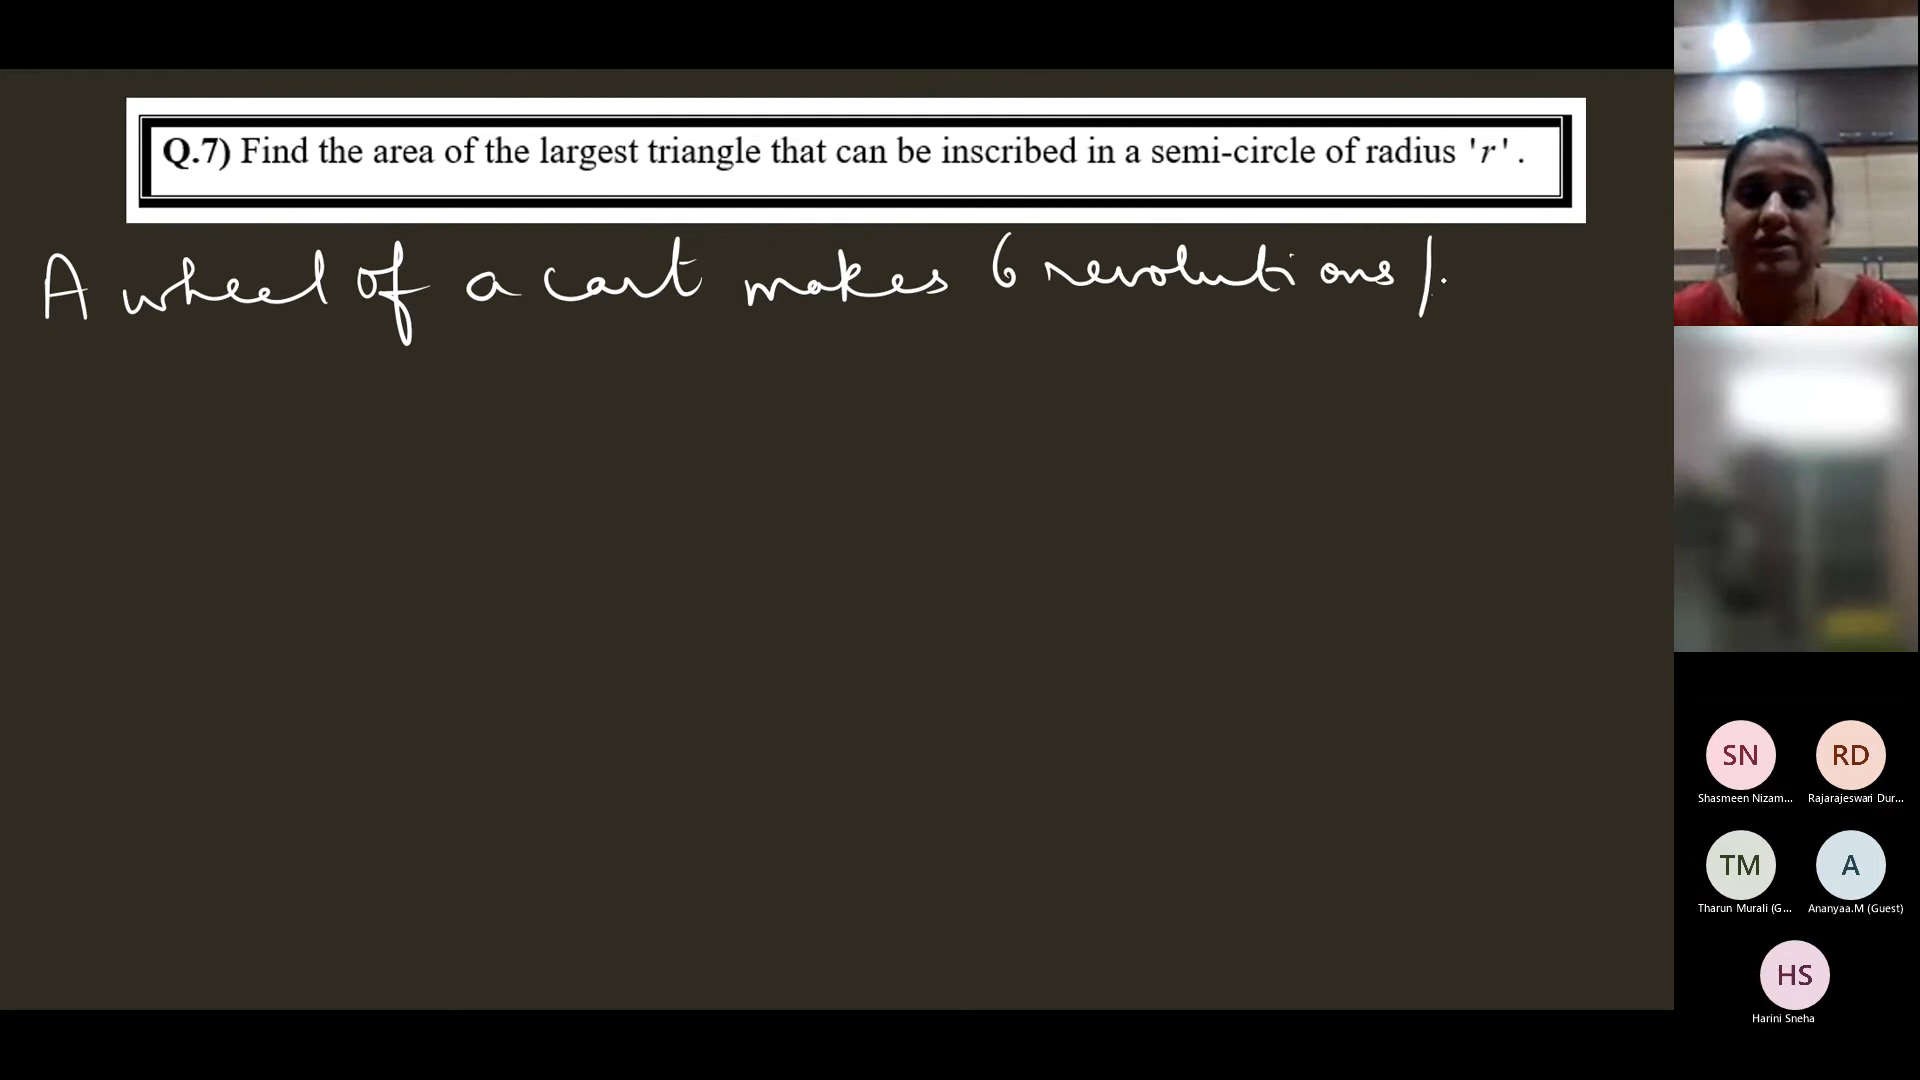 Q.7) Find the area of the largest triangle that can be inscribed in a semi-circle of radius 'r' .
A wheel of a cart makes 6 revolutions /.
SN
RD
Shasmeen Nizam...
Rajarajeswari Dur...
TM
A
Tharun Murali (G...
Ananyaa.M (Guest)
HS
Harini Sneha